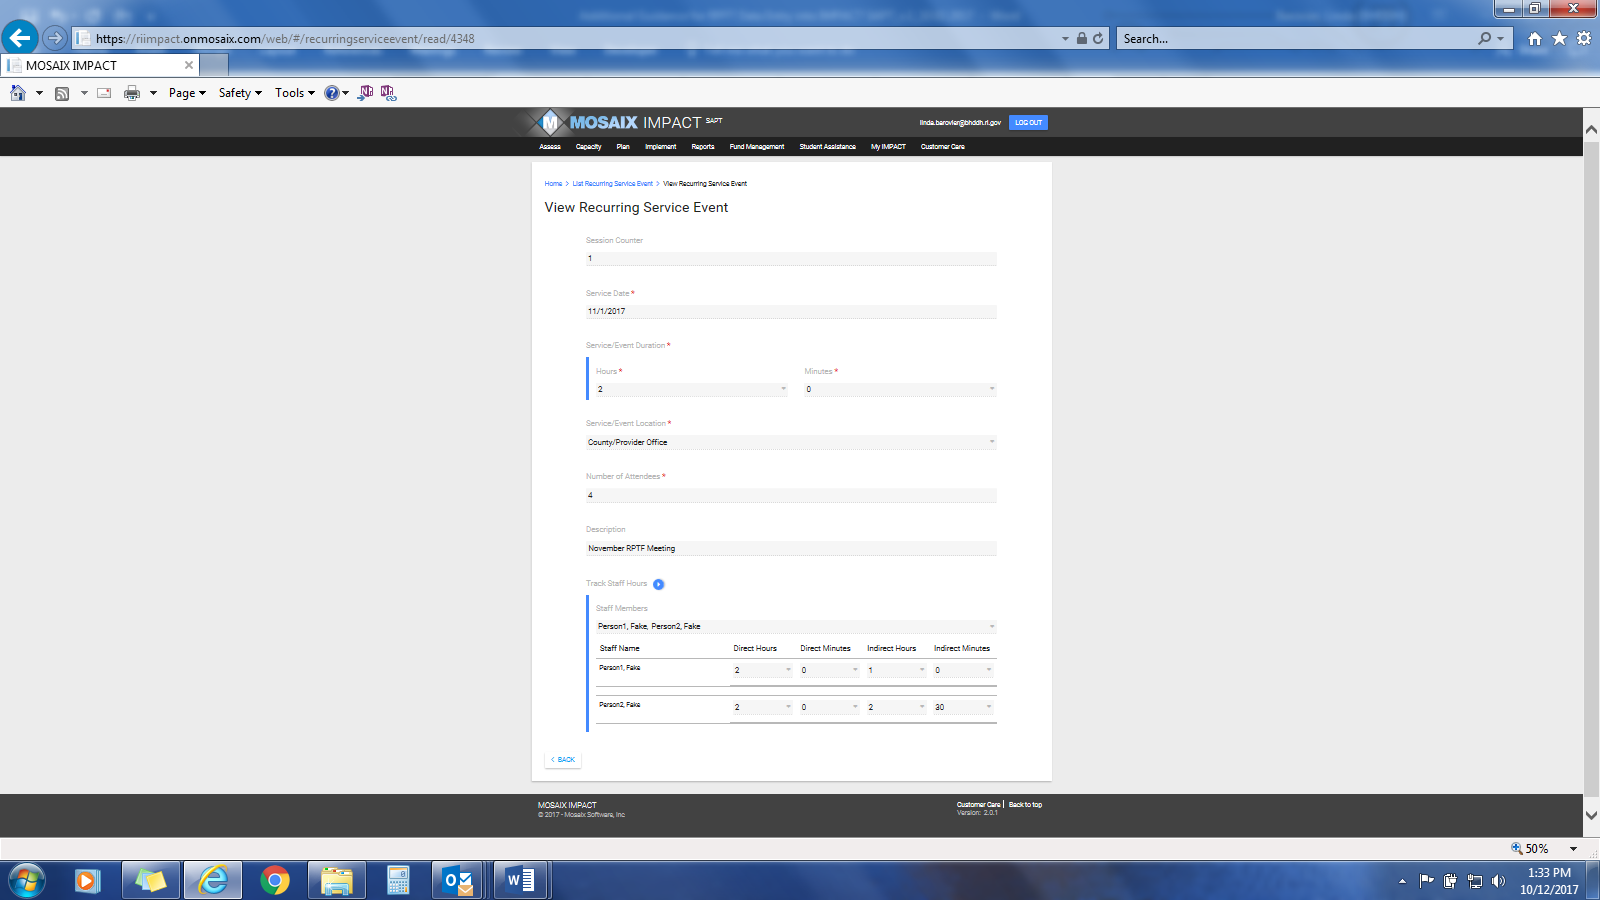 https://riimpact.onmosaix.com/web/#/recurringserviceevent/read/4348
Search...
MOSAIX IMPACT
Page
Safety
Tools
M MOSAIX IMPACT SAPT
linda.barovier@bhddh.ri.gov
LOG OUT
Assess Capacity Plan Implement Reports Fund Management Student Assistance My IMPACT Customer Care
Home > List Recurring Service Event > View Recurring Service Event
View Recurring Service Event
Session Counter
1
Service Date *
11/1/2017
Service/Event Duration *
Hours * Minutes *
2 0
Service/Event Location *
County/Provider Office
Number of Attendees *
4
Description
November RPTF Meeting
Track Staff Hours
Staff Members
Person1, Fake, Person2, Fake
Staff Name Direct Hours Direct Minutes Indirect Hours Indirect Minutes
Person1, Fake 2 0 1 0
Person2, Fake 2 0 2 30
< BACK
MOSAIX IMPACT
© 2017 - Mosaix Software, Inc
Customer Care | Back to top
Version: 2.0.1
50%
1:33 PM
10/12/2017